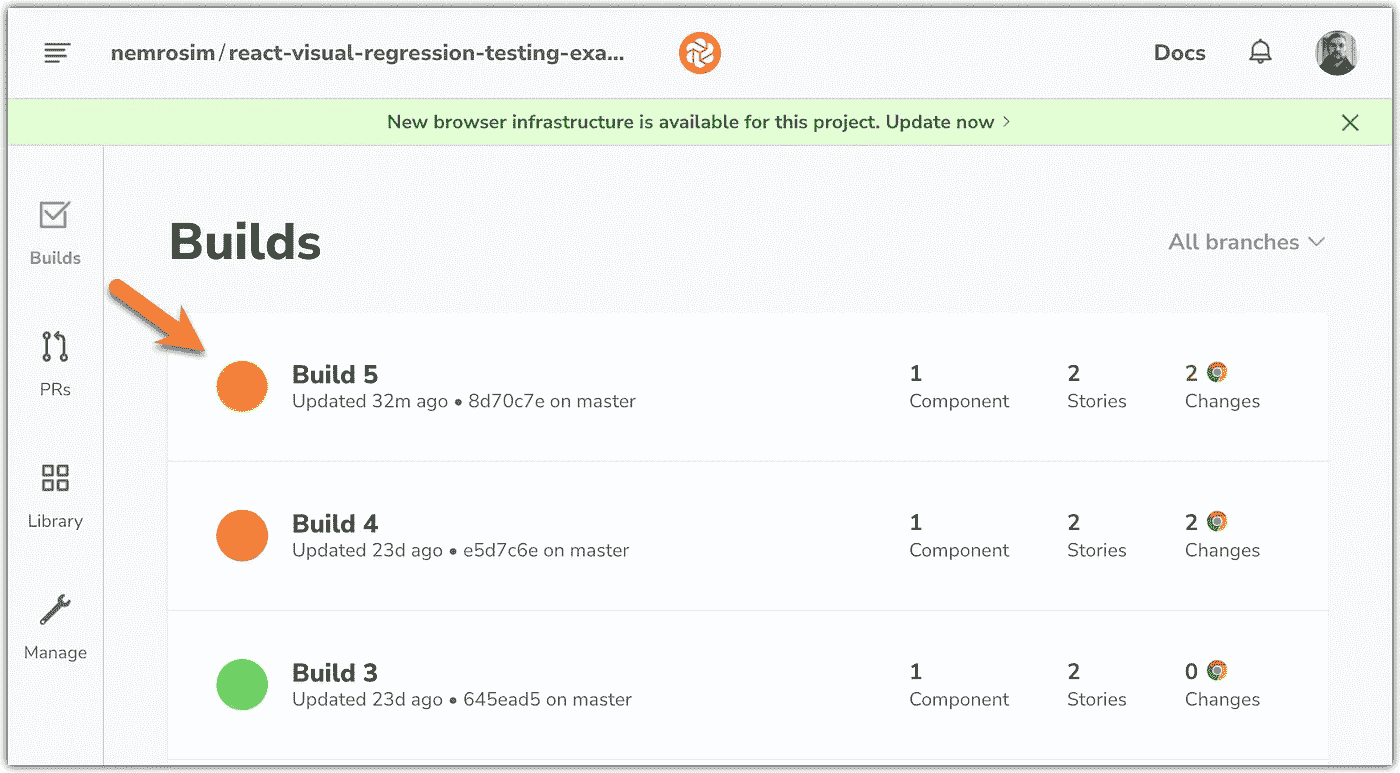 nemrosim/react-visual-regression-testing-exa...
Docs
New browser infrastructure is available for this project. Update now
Builds
PRs
Library
Manage
Builds
All branches
Build 5
Updated 32m ago • 8d70c7e on master
1
Component
2
Stories
2
Changes
Build 4
Updated 23d ago • e5d7c6e on master
1
Component
2
Stories
2
Changes
Build 3
Updated 23d ago • 645ead5 on master
1
Component
2
Stories
0
Changes